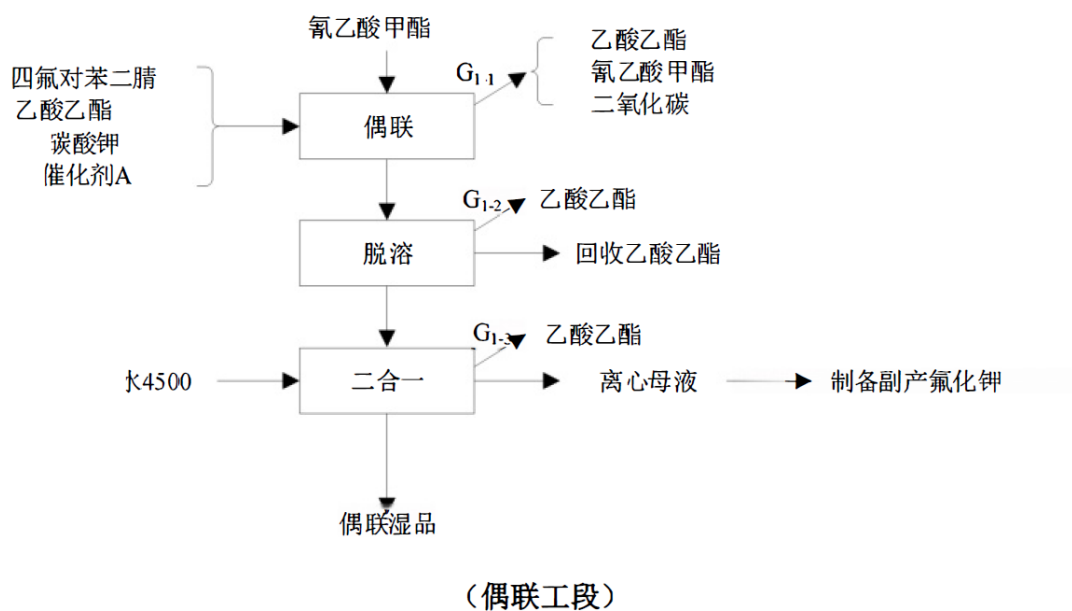 氰乙酸甲酯
四氟对苯二腈
乙酸乙酯
碳酸钾
催化剂A
偶联
G1-1
乙酸乙酯
氰乙酸甲酯
二氧化碳
脱溶
G1-2
乙酸乙酯
回收乙酸乙酯
水4500
二合一
G1-3
乙酸乙酯
离心母液
制备副产氟化钾
偶联湿品
（偶联工段）